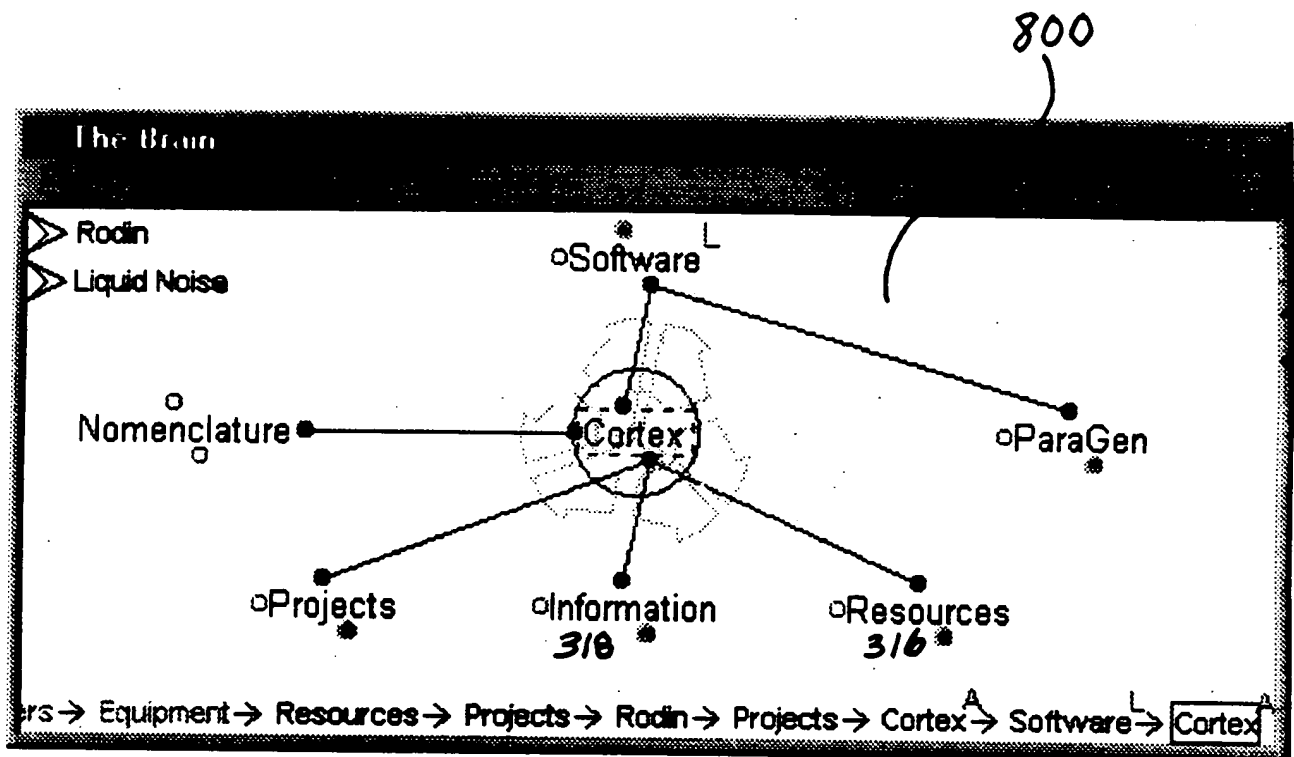 800
The Brain
Rodin
Software L
Liquid Noise
Nomenclature
Cortex
ParaGen
Projects
Information
Resources
318
316
ers → Equipment → Resources → Projects → Rodin → Projects → Cortex A → Software L → Cortex A